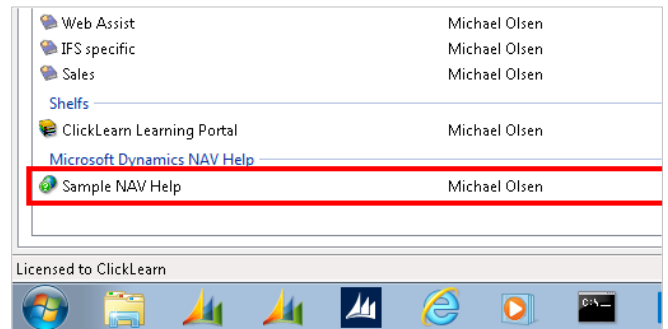 Web Assist Michael Olsen
IFS specific Michael Olsen
Sales Michael Olsen
Shelfs
ClickLearn Learning Portal Michael Olsen
Microsoft Dynamics NAV Help
Sample NAV Help Michael Olsen
Licensed to ClickLearn
C:\_